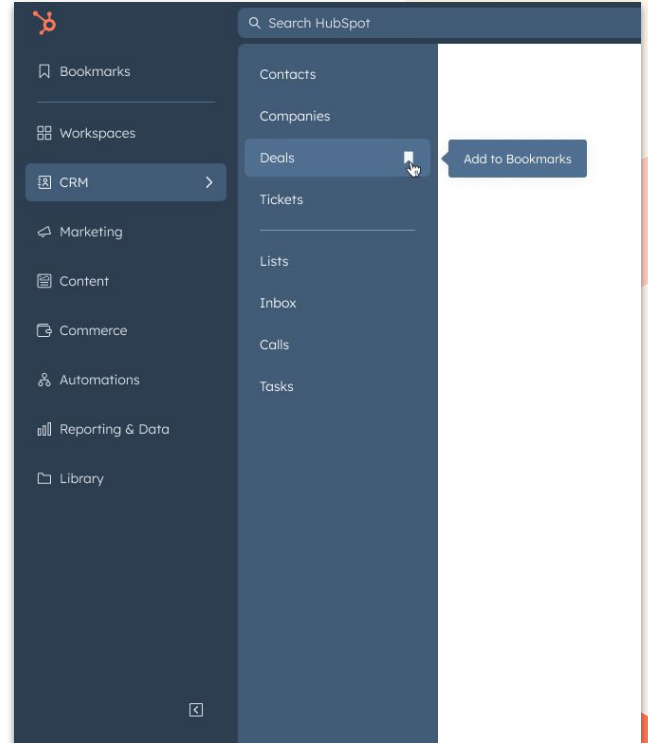 Search HubSpot
Bookmarks
Workspaces
CRM
Marketing
Content
Commerce
Automations
Reporting & Data
Library
Contacts
Companies
Deals
Add to Bookmarks
Tickets
Lists
Inbox
Calls
Tasks